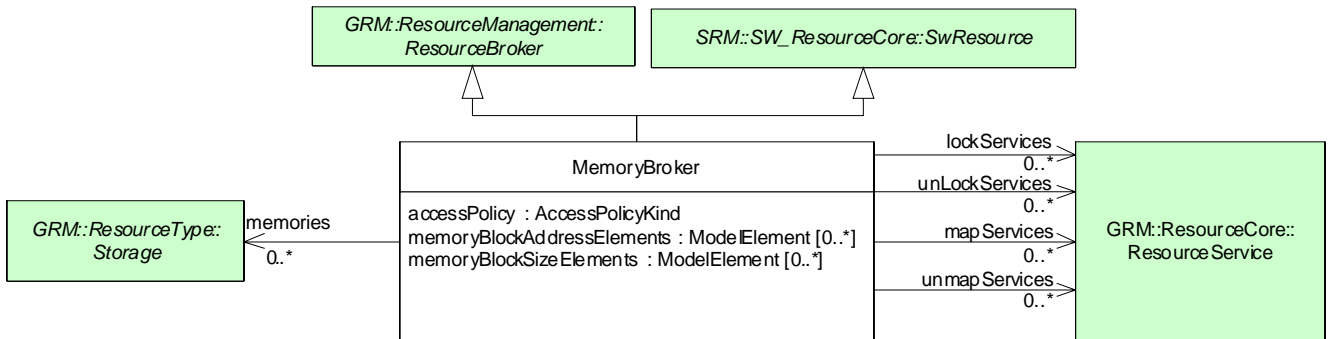 GRM::ResourceManagement::
ResourceBroker
SRM::SW_ResourceCore::SwResource
MemoryBroker
accessPolicy : AccessPolicyKind
memoryBlockAddressElements : ModelElement [0..*]
memoryBlockSizeElements : ModelElement [0..*]
GRM::ResourceType::
Storage
memories
0..*
lockServices
0..*
unLockServices
0..*
mapServices
0..*
unmapServices
0..*
GRM::ResourceCore::
ResourceService